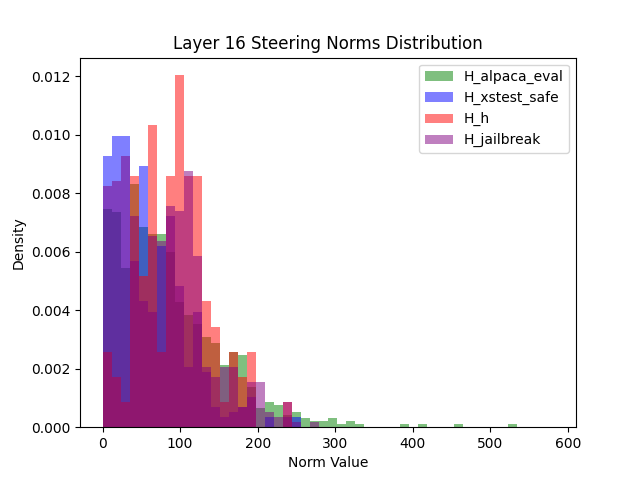 Layer 16 Steering Norms Distribution
H_alpaca_eval
H_xstest_safe
H_h
H_jailbreak
0.012
0.010
0.008
0.006
0.004
0.002
0.000
Density
0 100 200 300 400 500 600
Norm Value